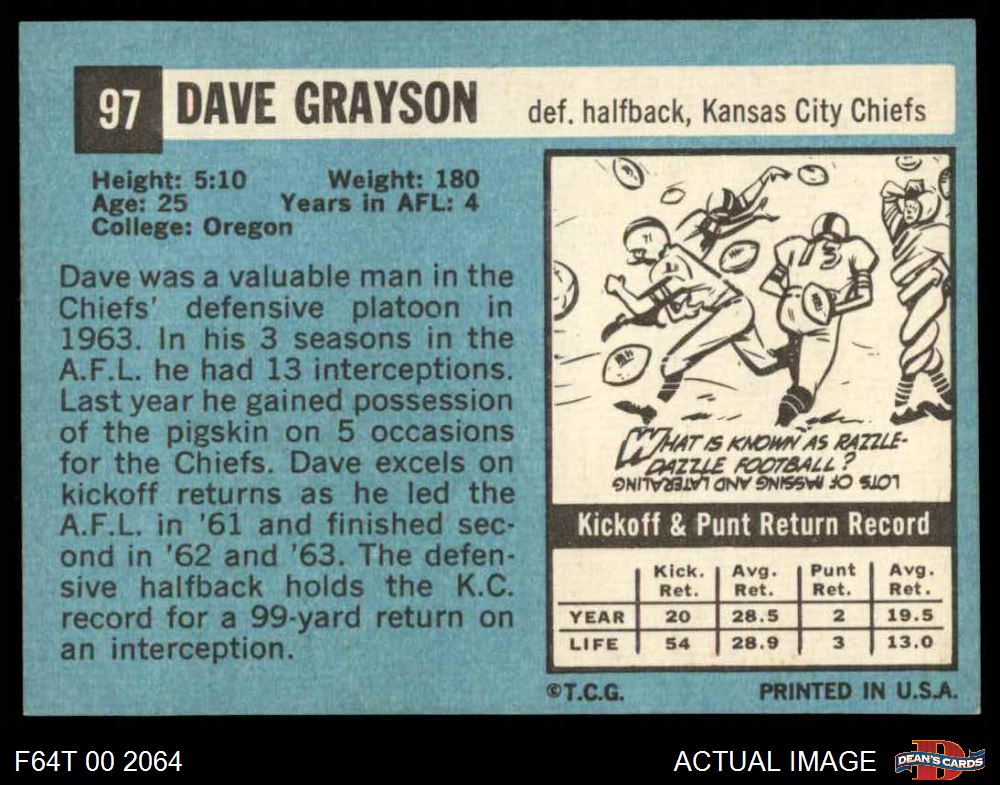 97 DAVE GRAYSON def. halfback, Kansas City Chiefs
Height: 5:10 Weight: 180
Age: 25 Years in AFL: 4
College: Oregon
Dave was a valuable man in the
Chiefs' defensive platoon in
1963. In his 3 seasons in the
A.F.L. he had 13 interceptions.
Last year he gained possession
of the pigskin on 5 occasions
for the Chiefs. Dave excels on
kickoff returns as he led the
A.F.L. in '61 and finished sec-
ond in '62 and '63. The defen-
sive halfback holds the K.C.
record for a 99-yard return on
an interception.
13
WHAT IS KNOWN AS RAZZLE-
DAZZLE FOOTBALL?
LOTS OF PASSING AND LATERALING
Kickoff & Punt Return Record
Kick. Ret. Avg. Ret. Punt Ret. Avg. Ret.
YEAR 20 28.5 2 19.5
LIFE 54 28.9 3 13.0
©T.C.G. PRINTED IN U.S.A.
F64T 00 2064 ACTUAL IMAGE DEAN'S CARDS